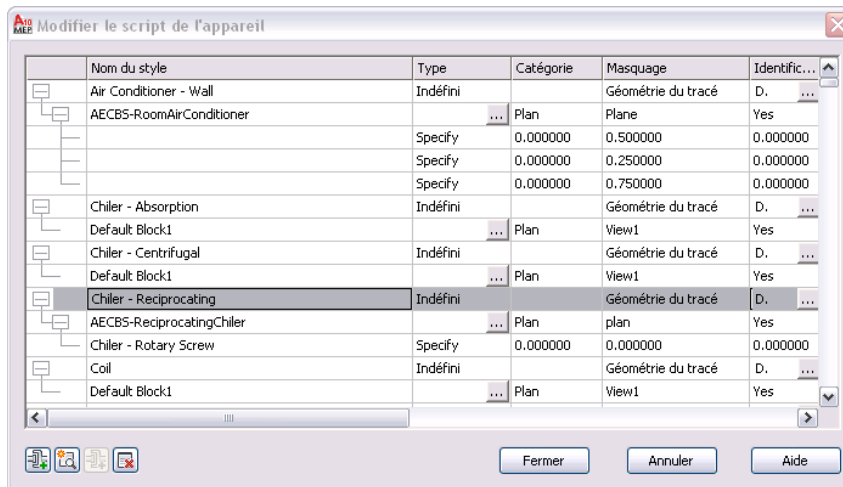 A10 MEP Modifier le script de l'appareil
Nom du style Type Catégorie Masquage Identific...
Air Conditioner - Wall Indéfini Géométrie du tracé D. ...
AECBS-RoomAirConditioner ... Plan Plane Yes
Specify 0.000000 0.500000 0.000000
Specify 0.000000 0.250000 0.000000
Specify 0.000000 0.750000 0.000000
Chiler - Absorption Indéfini Géométrie du tracé D. ...
Default Block1 ... Plan View1 Yes
Chiler - Centrifugal Indéfini Géométrie du tracé D. ...
Default Block1 ... Plan View1 Yes
Chiler - Reciprocating Indéfini Géométrie du tracé D. ...
AECBS-ReciprocatingChiler ... Plan plan Yes
Chiler - Rotary Screw Specify 0.000000 0.000000 0.000000
Coil Indéfini Géométrie du tracé D. ...
Default Block1 ... Plan View1 Yes
Fermer Annuler Aide